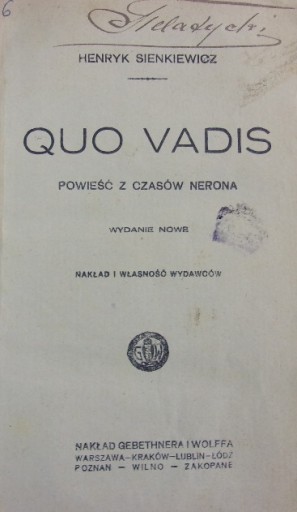 6
HENRYK SIENKIEWICZ
QUO VADIS
POWIEŚĆ Z CZASÓW NERONA
WYDANIE NOWE
NAKŁAD I WŁASNOŚĆ WYDAWCÓW
NAKŁAD GEBETHNERA I WOLFFA
WARSZAWA—KRAKÓW—LUBLIN—ŁÓDŹ
POZNAŃ — WILNO — ZAKOPANE